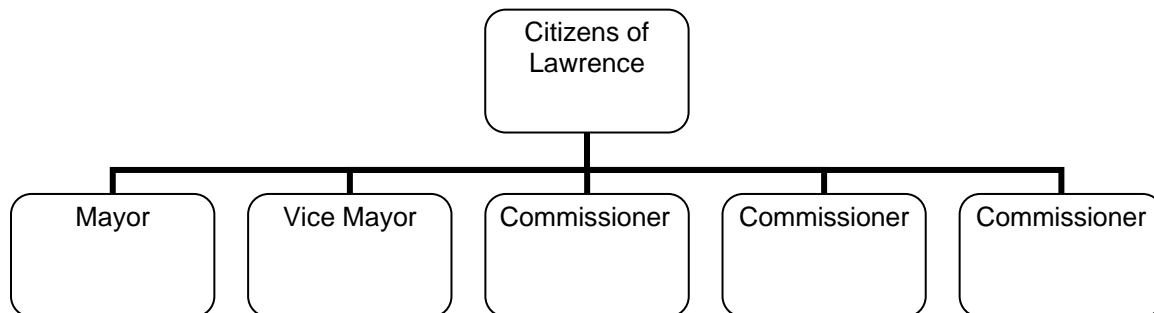 Citizens of
Lawrence
Mayor
Vice Mayor
Commissioner
Commissioner
Commissioner